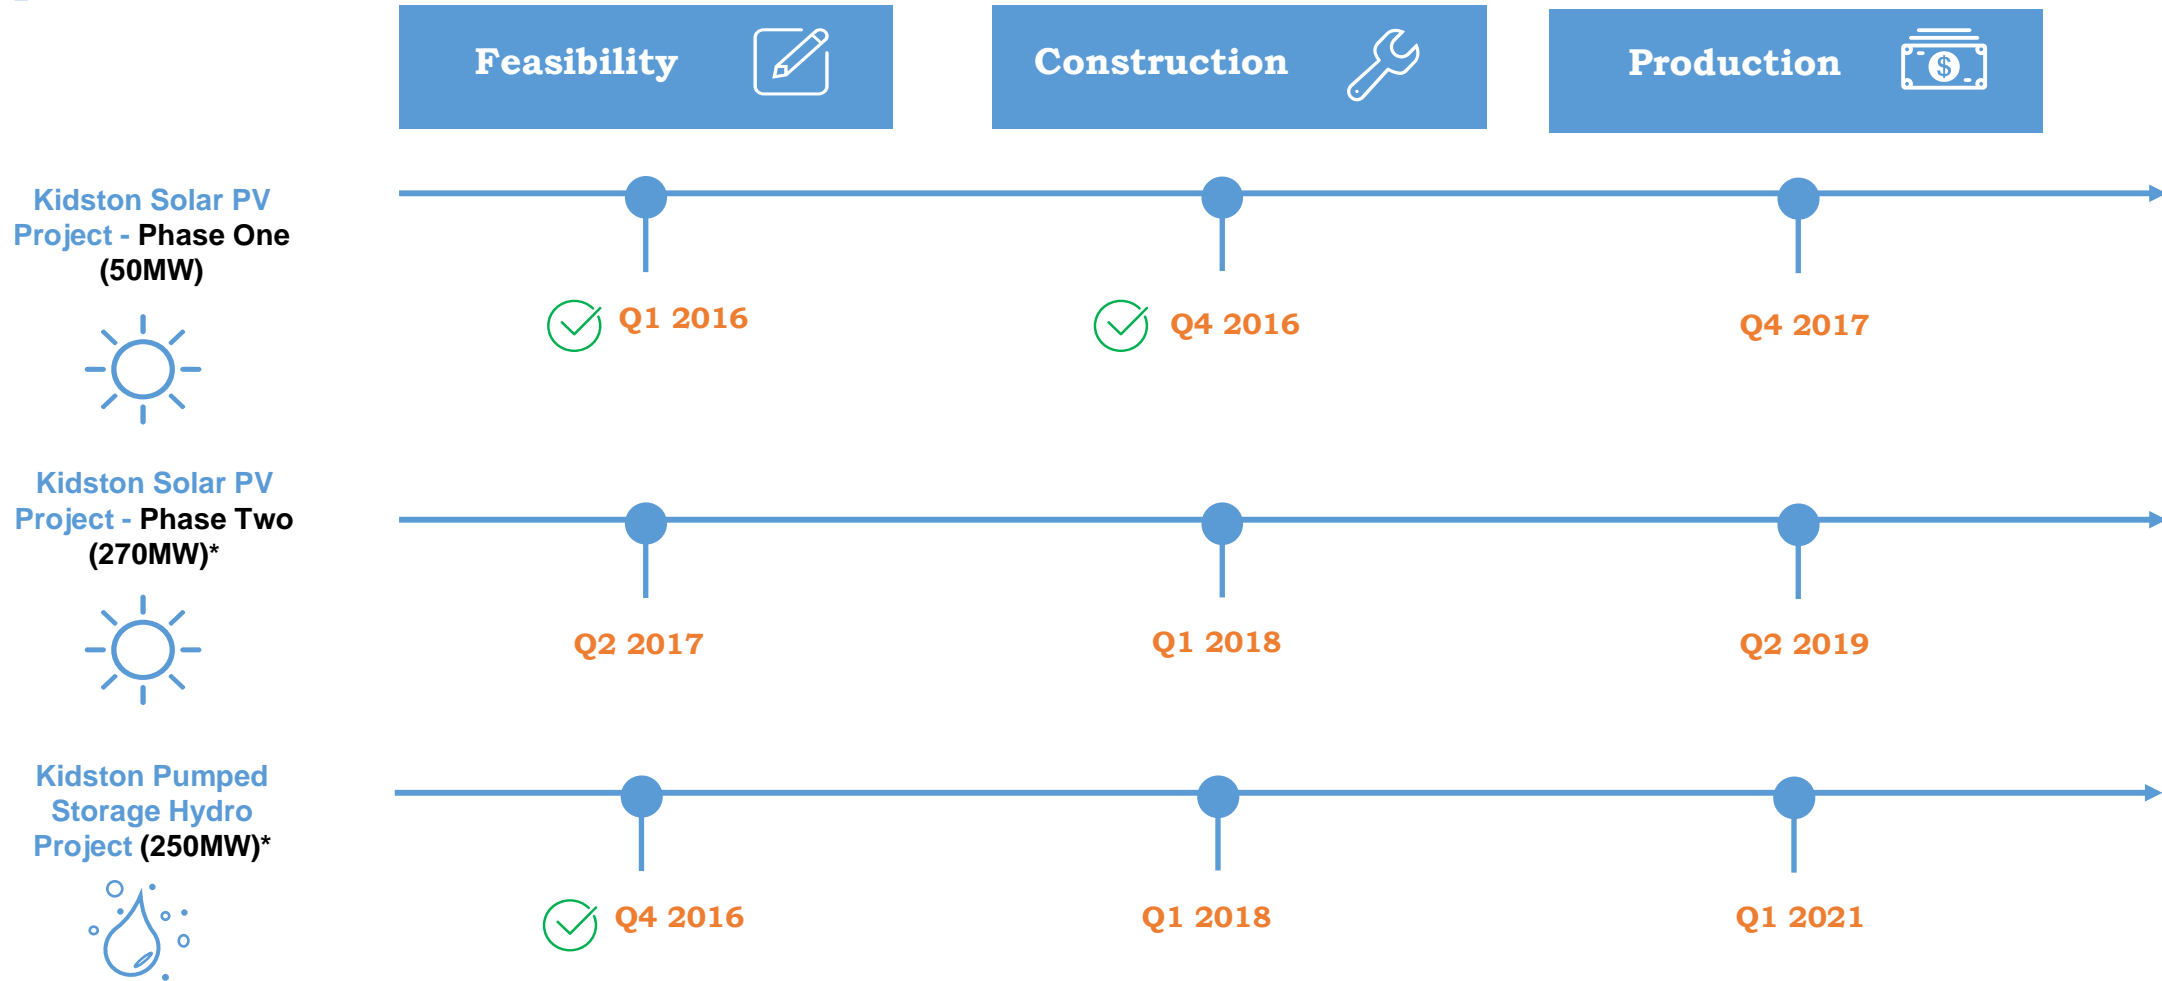 Feasibility
Construction
Production
$
Kidston Solar PV
Project - Phase One
(50MW)
Q1 2016
Q4 2016
Q4 2017
Kidston Solar PV
Project - Phase Two
(270MW)*
Q2 2017
Q1 2018
Q2 2019
Kidston Pumped
Storage Hydro
Project (250MW)*
Q4 2016
Q1 2018
Q1 2021